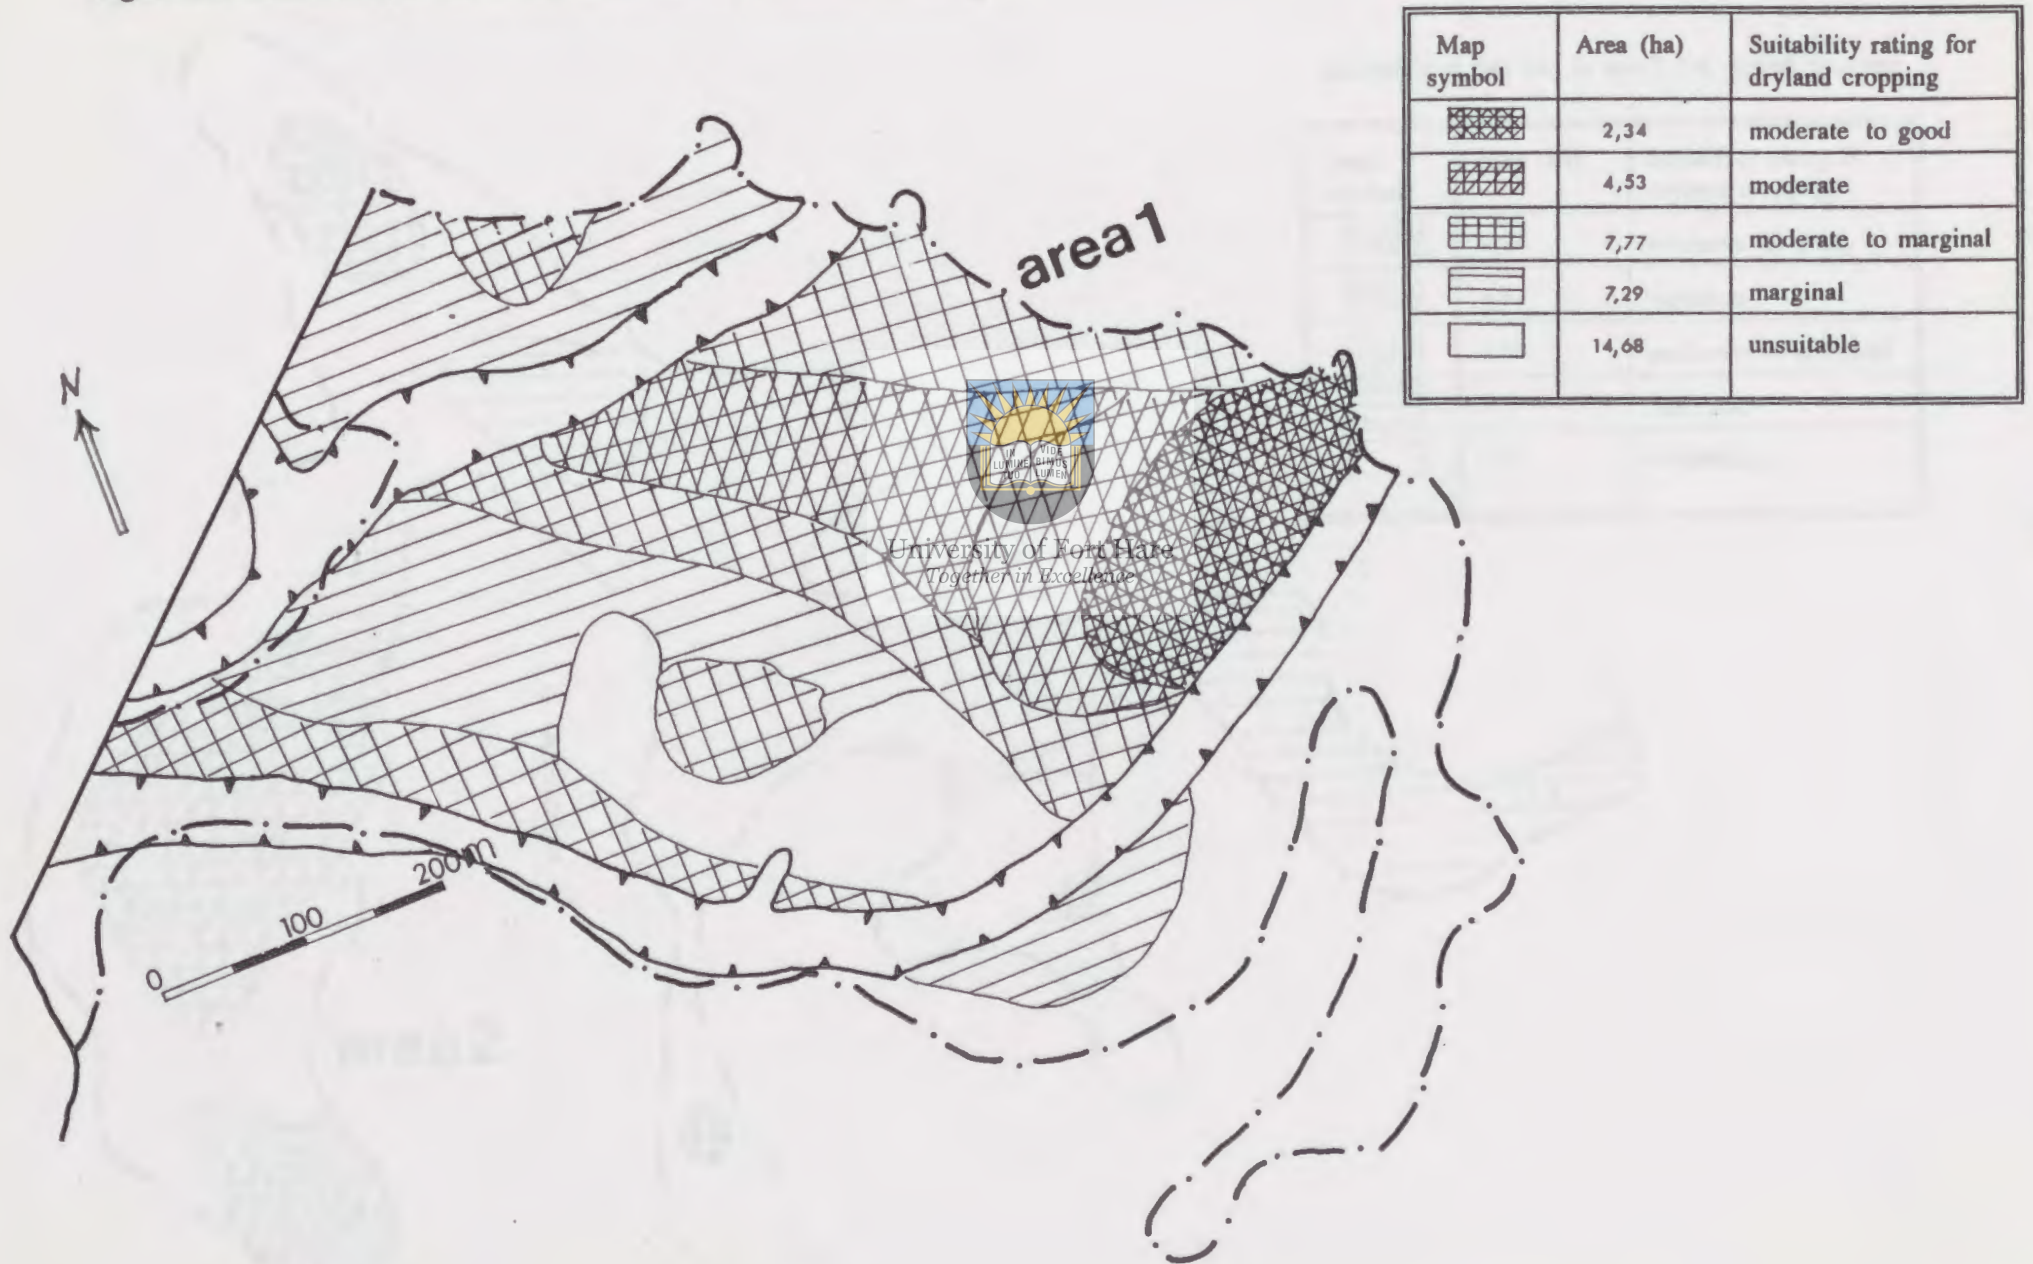 Map symbol
Area (ha)
Suitability rating for dryland cropping
2,34
moderate to good
4,53
moderate
7,77
moderate to marginal
7,29
marginal
14,68
unsuitable
area 1
N
IN LUMINE TUO
VIDE BIMUS LUMEN
University of Fort Hare
Together in Excellence
0
100
200m